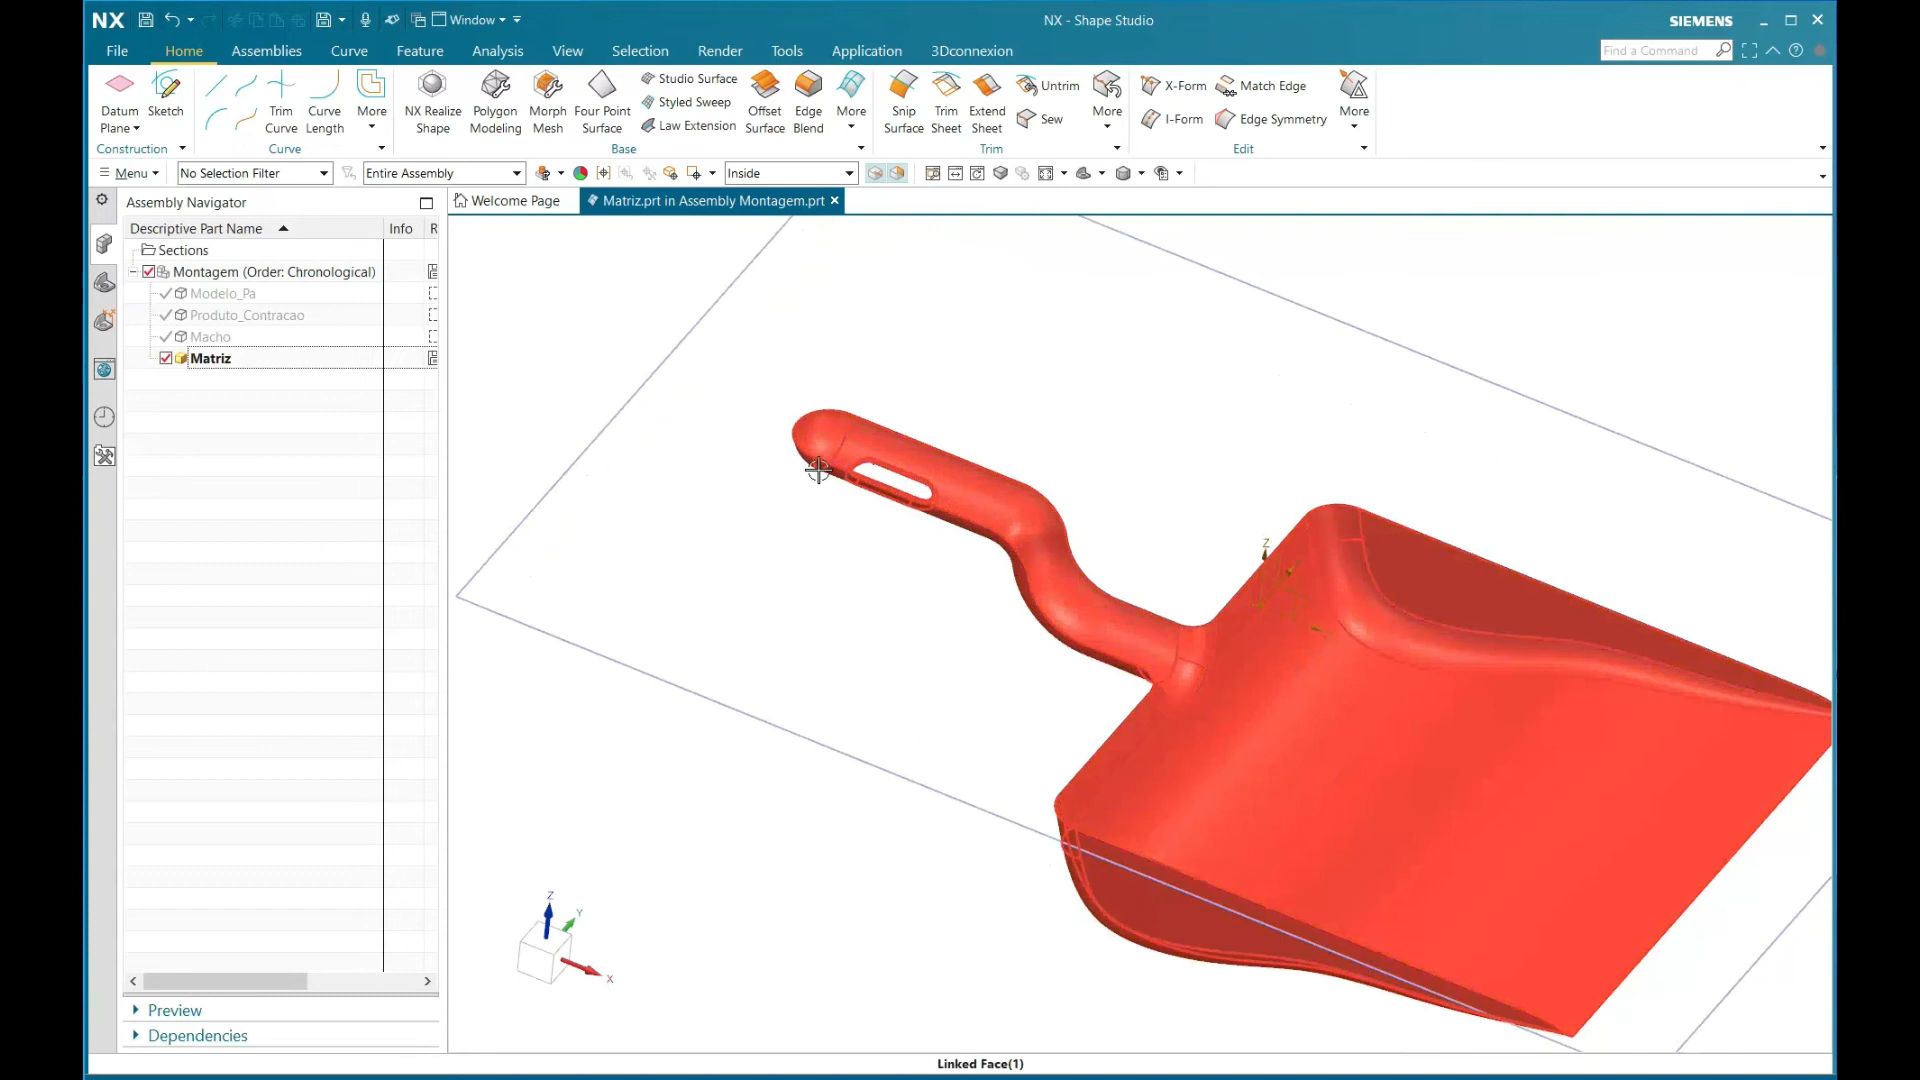 NX
Window
NX - Shape Studio
SIEMENS
File
Home
Assemblies
Curve
Feature
Analysis
View
Selection
Render
Tools
Application
3Dconnexion
Find a Command
Datum Plane
Sketch
Trim Curve
Curve Length
More
NX Realize Shape
Polygon Modeling
Morph Mesh
Four Point Surface
Studio Surface
Styled Sweep
Law Extension
Offset Surface
Edge Blend
More
Snip Surface
Trim Sheet
Extend Sheet
Untrim
Sew
More
X-Form
I-Form
Match Edge
Edge Symmetry
More
Construction
Curve
Base
Trim
Edit
Menu
No Selection Filter
Entire Assembly
Inside
Assembly Navigator
Welcome Page
Matriz.prt in Assembly Montagem.prt
Descriptive Part Name
Info
R
Sections
Montagem (Order: Chronological)
Modelo_Pa
Produto_Contracao
Macho
Matriz
Z
Z
Y
X
Preview
Dependencies
Linked Face(1)